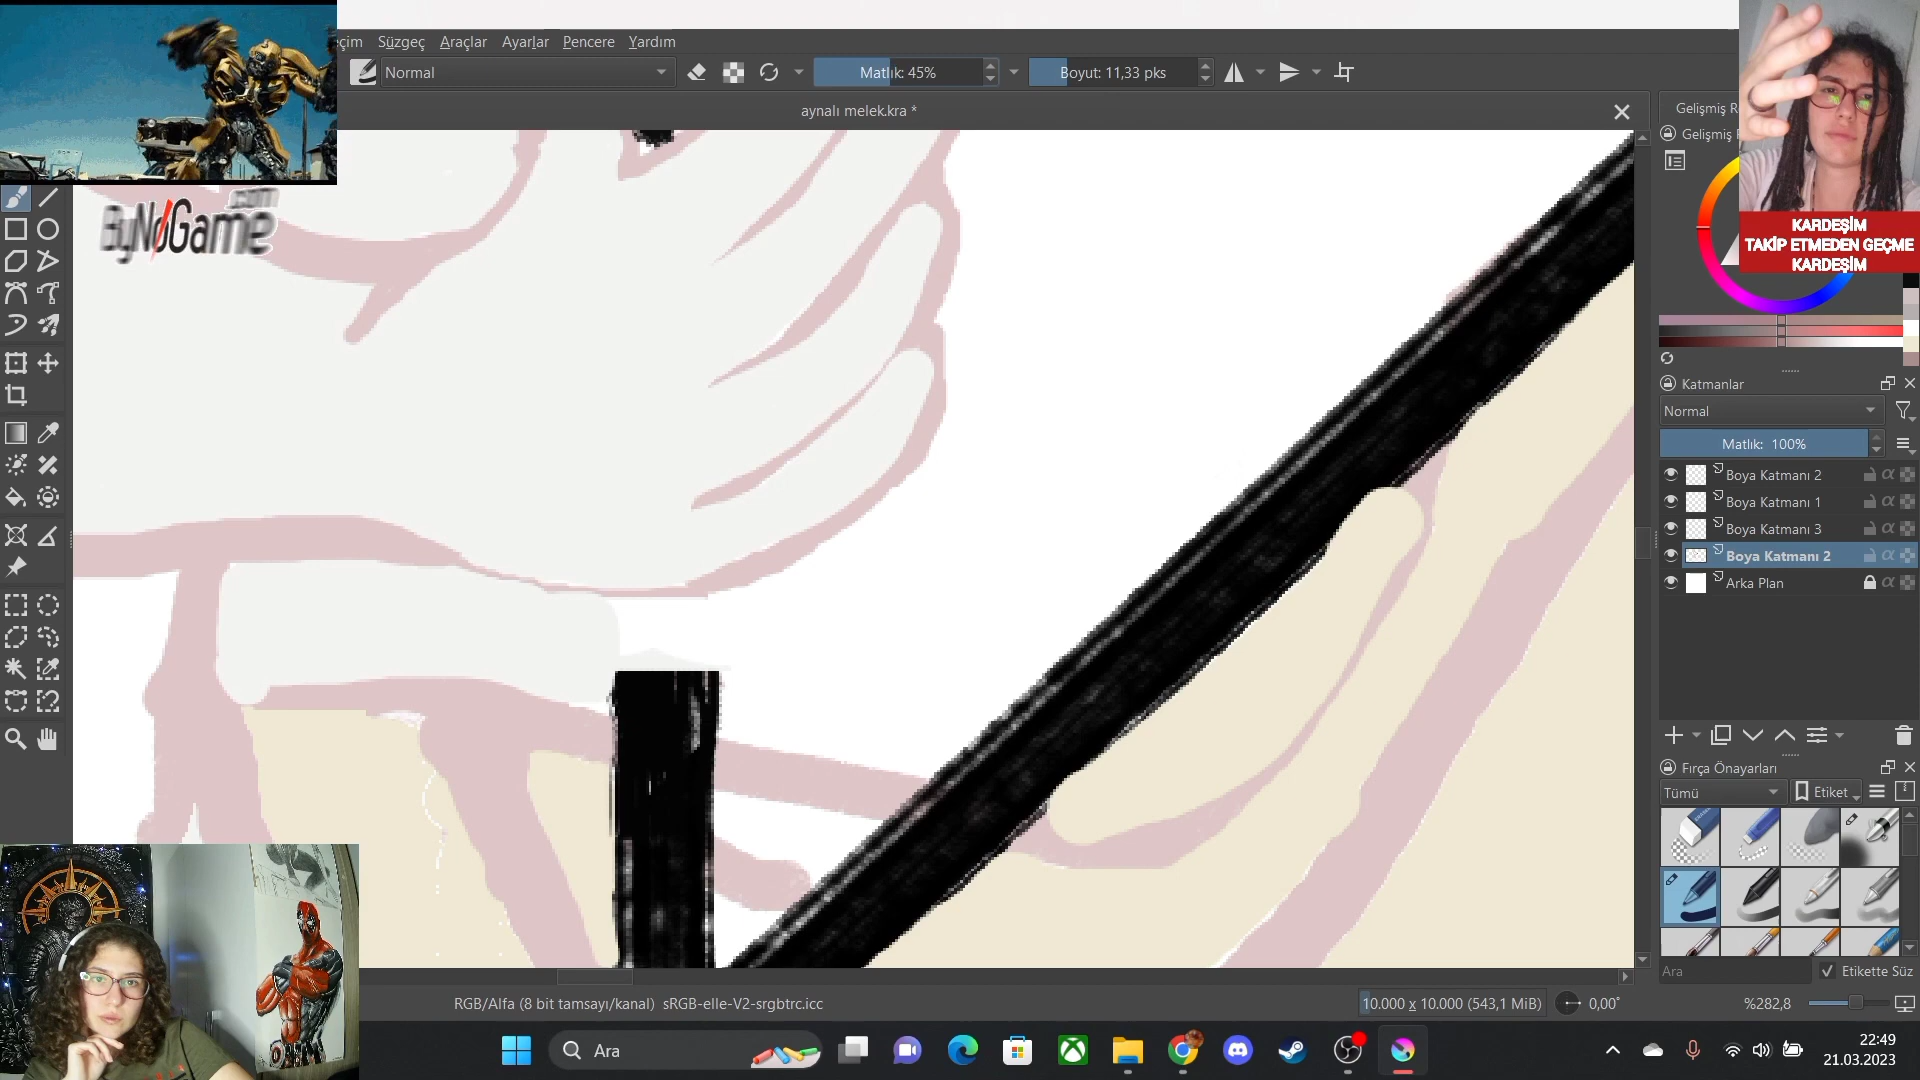 eçim Süzgeç Araçlar Ayarlar Pencere Yardım
Normal
Matlık: 45%
Boyut: 11,33 pks
aynalı melek.kra *
ByNoGame
.com
Gelişmiş R
Gelişmiş
KARDEŞİM
TAKİP ETMEDEN GEÇME
KARDEŞİM
Katmanlar
Normal
Matlık: 100%
Boya Katmanı 2
Boya Katmanı 1
Boya Katmanı 3
Boya Katmanı 2
Arka Plan
Fırça Önayarları
Tümü
Etiket
Ara
Etikette Süz
RGB/Alfa (8 bit tamsayı/kanal) sRGB-elle-V2-srgbtrc.icc
10.000 x 10.000 (543,1 MiB)
0,00°
%282,8
Ara
22:49
21.03.2023